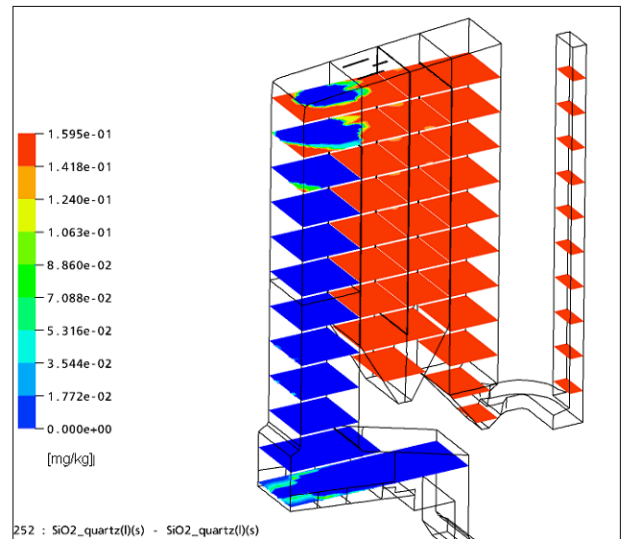 1.595e-01
1.418e-01
1.240e-01
1.063e-01
8.860e-02
7.088e-02
5.316e-02
3.544e-02
1.772e-02
0.000e+00
[mg/kg]
252 : SiO2_quartz(l)(s) - SiO2_quartz(l)(s)